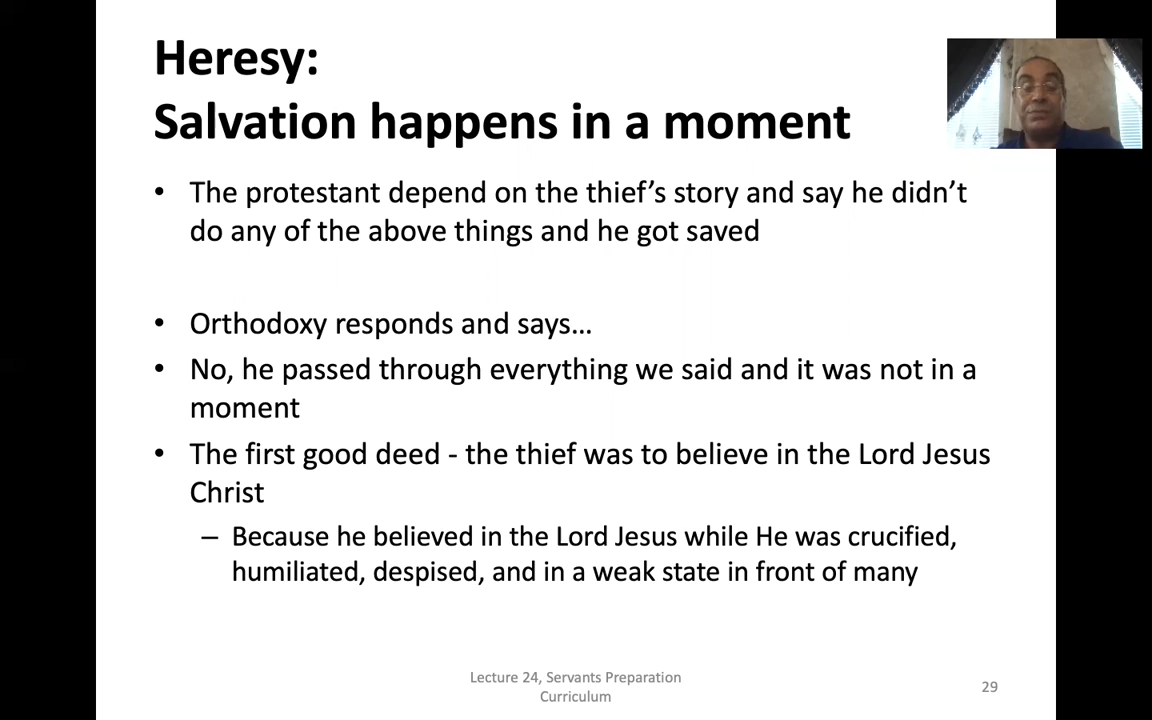 Heresy:
Salvation happens in a moment
• The protestant depend on the thief’s story and say he didn’t
do any of the above things and he got saved
• Orthodoxy responds and says…
• No, he passed through everything we said and it was not in a
moment
• The first good deed - the thief was to believe in the Lord Jesus
Christ
– Because he believed in the Lord Jesus while He was crucified,
humiliated, despised, and in a weak state in front of many
Lecture 24, Servants Preparation
Curriculum
29